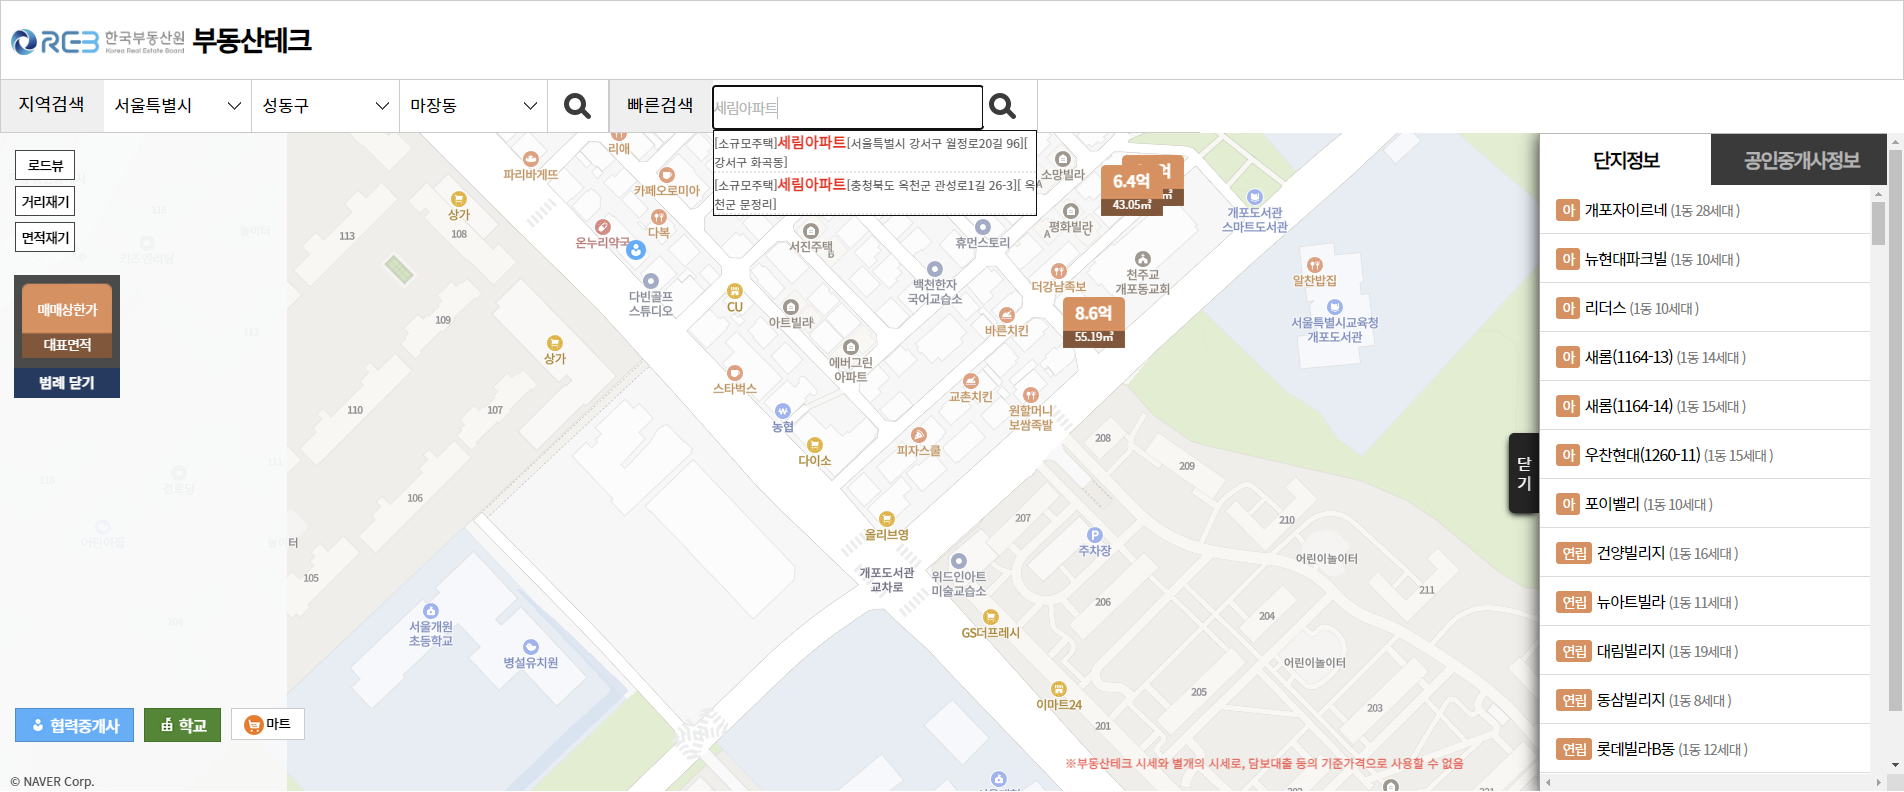 REB 한국부동산원 부동산테크
Korea Real Estate Board
지역검색 서울특별시 성동구 마장동 빠른검색 세림아파트
[소규모주택]세림아파트[서울특벌시 강서구 월정로20길 96][
강서구 화곡동]
[소규모주택]세림아파트[충청북도 옥천군 관성로1길 26-3][ 옥
천군 문정리]
단지정보 공인중개사정보
로드뷰
거리재기
면적재기
매매상한가
대표면적
범례 닫기
리애
파리바게뜨
카페오로미아
상가
108
113
다복
온누리약국
서진주택
B
소망빌라
A
평화빌라
A
C
휴먼스토리
억
㎡
6.4억
43.05㎡
개포도서관
스마트도서관
다빈골프
스튜디오
CU
백천한자
국어교습소
더강남족보
천주교
개포동교회
알찬밥집
아트빌라
바른치킨
8.6억
55.19㎡
서울특별시교육청
개포도서관
109
상가
에버그린
아파트
스타벅스
교촌치킨
원할머니
보쌈족발
110
107
농협
다이소
피자스쿨
208
209
106
207
210
올리브영
주차장
어린이놀이터
개포도서관
교차로
위드인아트
미술교습소
105
206
211
204
GS더프레시
서울개원
초등학교
병설유치원
어린이놀이터
205
203
이마트24
201
※부동산테크 시세와 별개의 시세로, 담보대출 등의 기준가격으로 사용할 수 없음
닫
기
아 개포자이르네 (1동 28세대 )
아 뉴현대파크빌 (1동 10세대 )
아 리더스 (1동 10세대 )
아 새롬(1164-13) (1동 14세대 )
아 새롬(1164-14) (1동 15세대 )
아 우찬현대(1260-11) (1동 15세대 )
아 포이벨리 (1동 10세대 )
연립 건양빌리지 (1동 16세대 )
연립 뉴아트빌라 (1동 11세대 )
연립 대림빌리지 (1동 19세대 )
연립 동삼빌리지 (1동 8세대 )
연립 롯데빌라B동 (1동 12세대 )
협력중개사 학교 마트
© NAVER Corp.